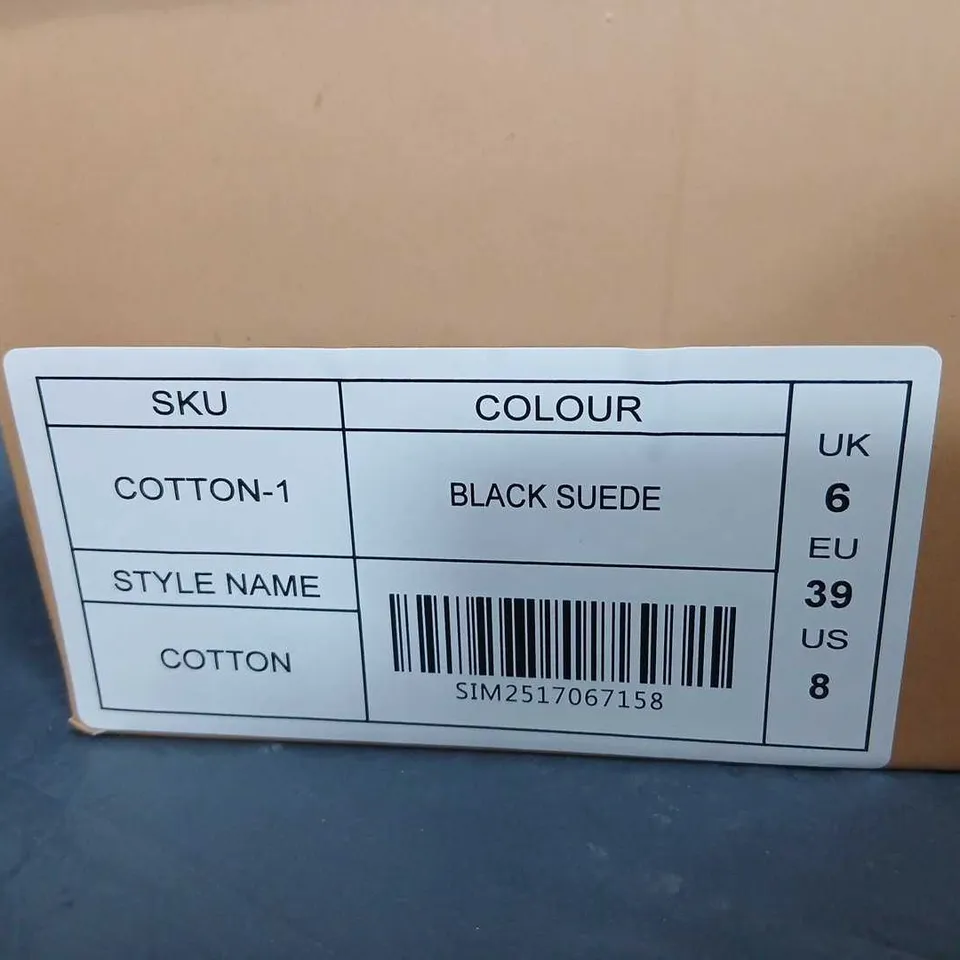 SKU
COLOUR
COTTON-1
BLACK SUEDE
STYLE NAME
COTTON
SIM2517067158
UK
6
EU
39
US
8